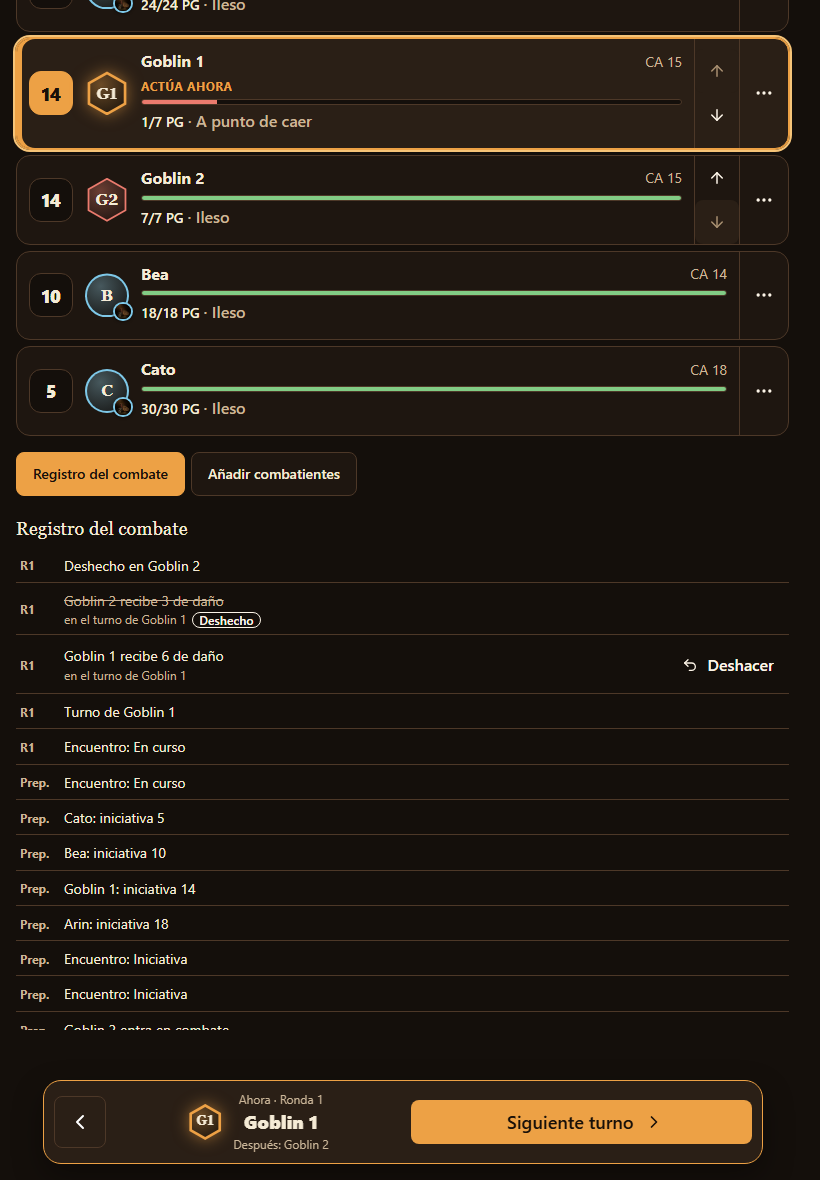 24/24 PG · Ileso
14
G1
Goblin 1
CA 15
ACTÚA AHORA
1/7 PG · A punto de caer
14
G2
Goblin 2
CA 15
7/7 PG · Ileso
10
B
Bea
CA 14
18/18 PG · Ileso
5
C
Cato
CA 18
30/30 PG · Ileso
Registro del combate
Añadir combatientes
Registro del combate
R1 Deshecho en Goblin 2
R1 Goblin 2 recibe 3 de daño
en el turno de Goblin 1 Deshecho
R1 Goblin 1 recibe 6 de daño
en el turno de Goblin 1
Deshacer
R1 Turno de Goblin 1
R1 Encuentro: En curso
Prep. Encuentro: En curso
Prep. Cato: iniciativa 5
Prep. Bea: iniciativa 10
Prep. Goblin 1: iniciativa 14
Prep. Arin: iniciativa 18
Prep. Encuentro: Iniciativa
Prep. Encuentro: Iniciativa
Prep. Goblin 2 entra en combate
G1
Ahora · Ronda 1
Goblin 1
Después: Goblin 2
Siguiente turno